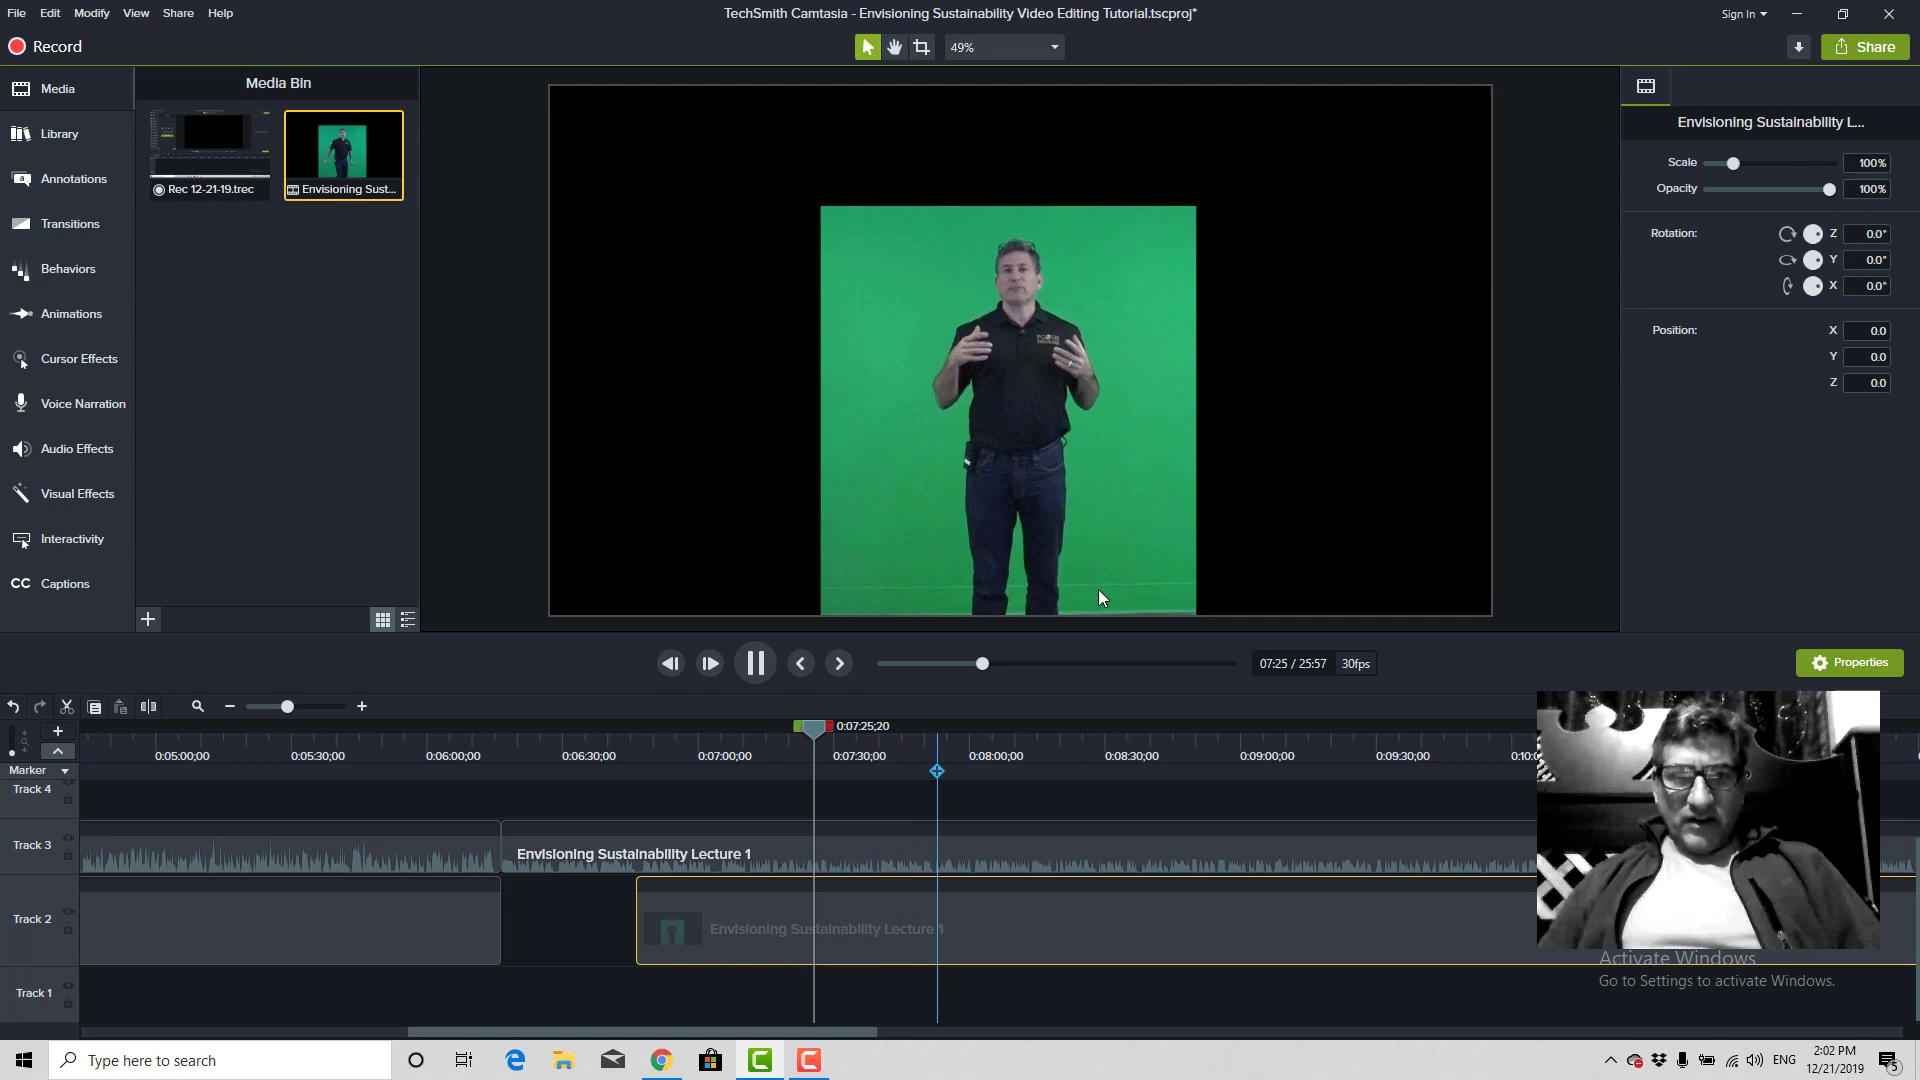 File Edit Modify View Share Help
TechSmith Camtasia - Envisioning Sustainability Video Editing Tutorial.tscproj*
Sign In
Record
49%
Share
Media
Library
Annotations
Transitions
Behaviors
Animations
Cursor Effects
Voice Narration
Audio Effects
Visual Effects
Interactivity
CC Captions
Media Bin
Rec 12-21-19.trec
Envisioning Sust...
Envisioning Sustainability L...
Scale 100%
Opacity 100%
Rotation: Z 0.0°
Y 0.0°
X 0.0°
Position: X 0.0
Y 0.0
Z 0.0
07:25 / 25:57 30fps
Properties
0:07:25;20
0:05:00;00 0:05:30;00 0:06:00;00 0:06:30;00 0:07:00;00 0:07:30;00 0:08:00;00 0:08:30;00 0:09:00;00 0:09:30;00 0:10:0
Marker
Track 4
Track 3
Envisioning Sustainability Lecture 1
Track 2
Envisioning Sustainability Lecture 1
Track 1
Activate Windows
Go to Settings to activate Windows.
Type here to search
ENG
2:02 PM
12/21/2019
5